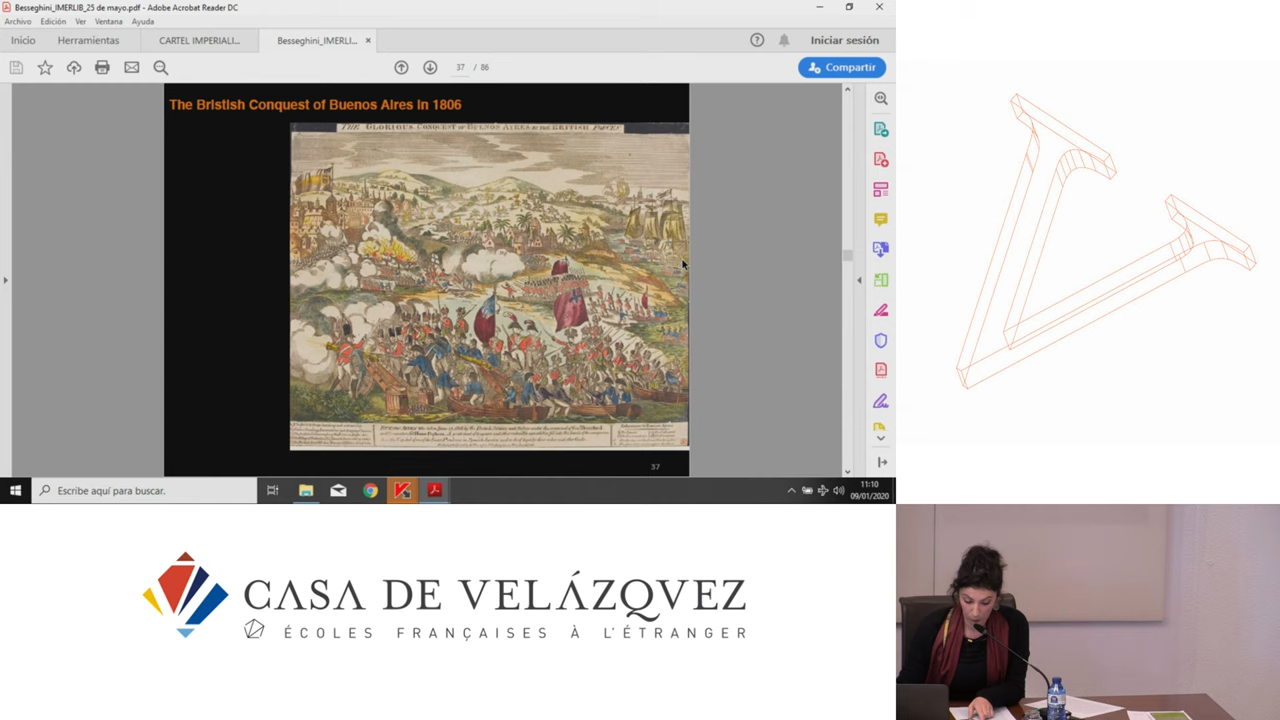 Besseghini_IMERLIB_25 de mayo.pdf - Adobe Acrobat Reader DC
Archivo Edición Ver Ventana Ayuda
Inicio Herramientas CARTEL IMPERIALI... Besseghini_IMERLI... × Iniciar sesión
37 / 86 Compartir
The Bristish Conquest of Buenos Aires in 1806
THE GLORIOUS CONQUEST OF BUENOS AYRES BY THE BRITISH FORCES
37
Escribe aquí para buscar. 11:10
09/01/2020
CASA DE VELÁZQVEZ
ÉCOLES FRANÇAISES À L'ÉTRANGER